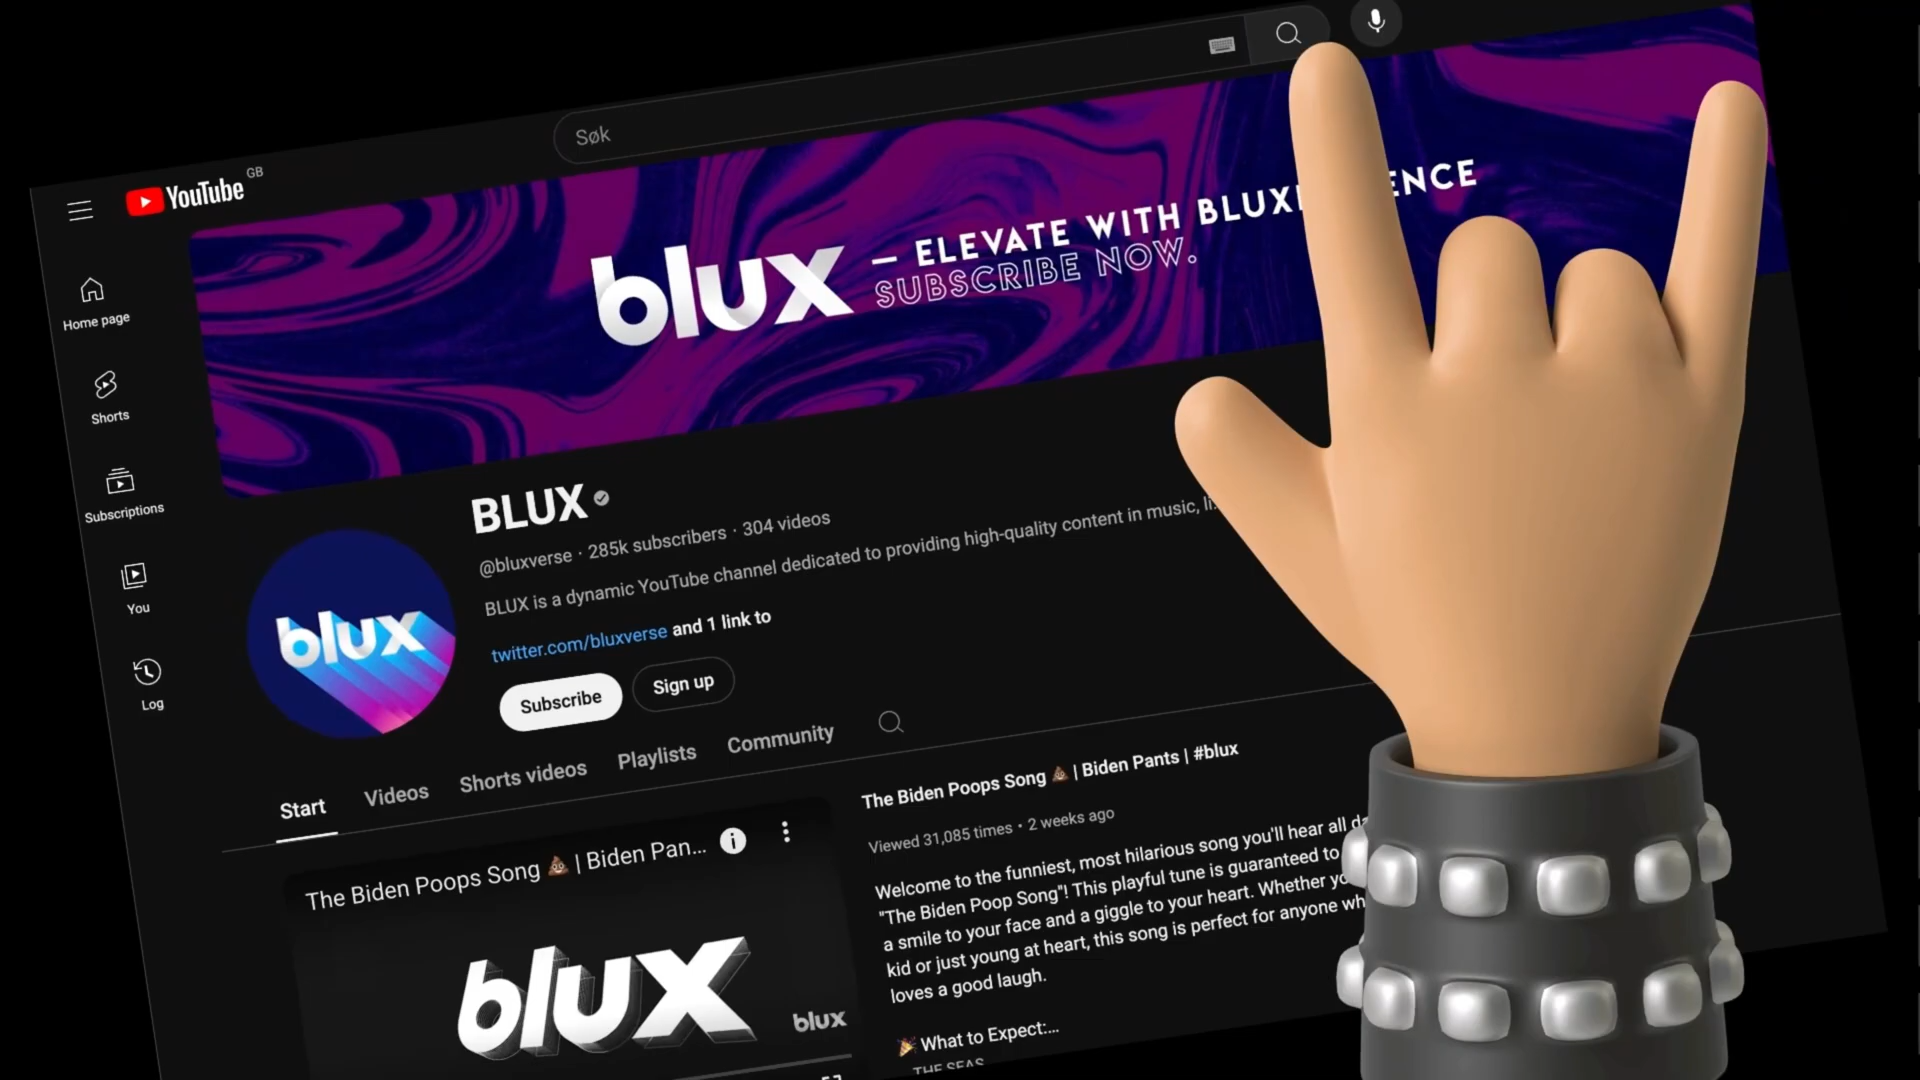 Søk
YouTube GB
blux
— ELEVATE WITH
SUBSCRIBE NOW.
Home page
Shorts
Subscriptions
You
Log
blux
BLUX
@bluxverse · 285k subscribers · 304 videos
BLUX is a dynamic YouTube channel dedicated to providing high-quality content in music,
twitter.com/bluxverse and 1 link to
Subscribe
Sign up
Start
Videos
Shorts videos
Playlists
Community
The Biden Poops Song 💩 | Biden Pan...
i
blux
blux
The Biden Poops Song 💩 | Biden Pants | #blux
Viewed 31,085 times • 2 weeks ago
Welcome to the funniest, most hilarious song you'll hear all
"The Biden Poop Song"! This playful tune is guaranteed to
a smile to your face and a giggle to your heart. Whether
kid or just young at heart, this song is perfect for anyone
loves a good laugh.
🎉 What to Expect:...
THE SEAS